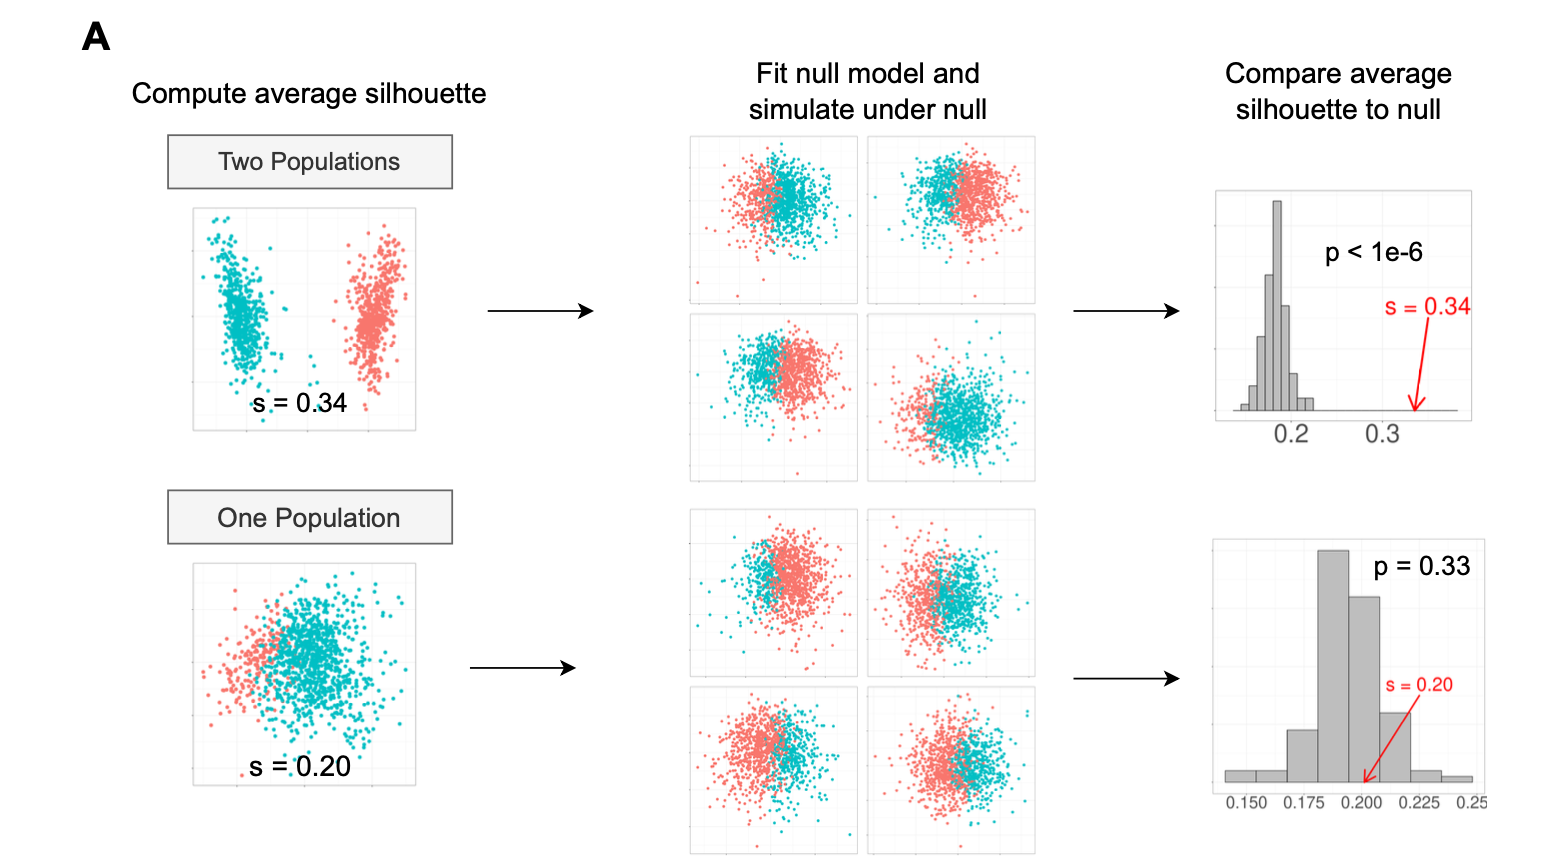 A
Compute average silhouette
Fit null model and
simulate under null
Compare average
silhouette to null
Two Populations
s = 0.34
p < 1e-6
s = 0.34
0.2 0.3
One Population
s = 0.20
p = 0.33
s = 0.20
0.150 0.175 0.200 0.225 0.25